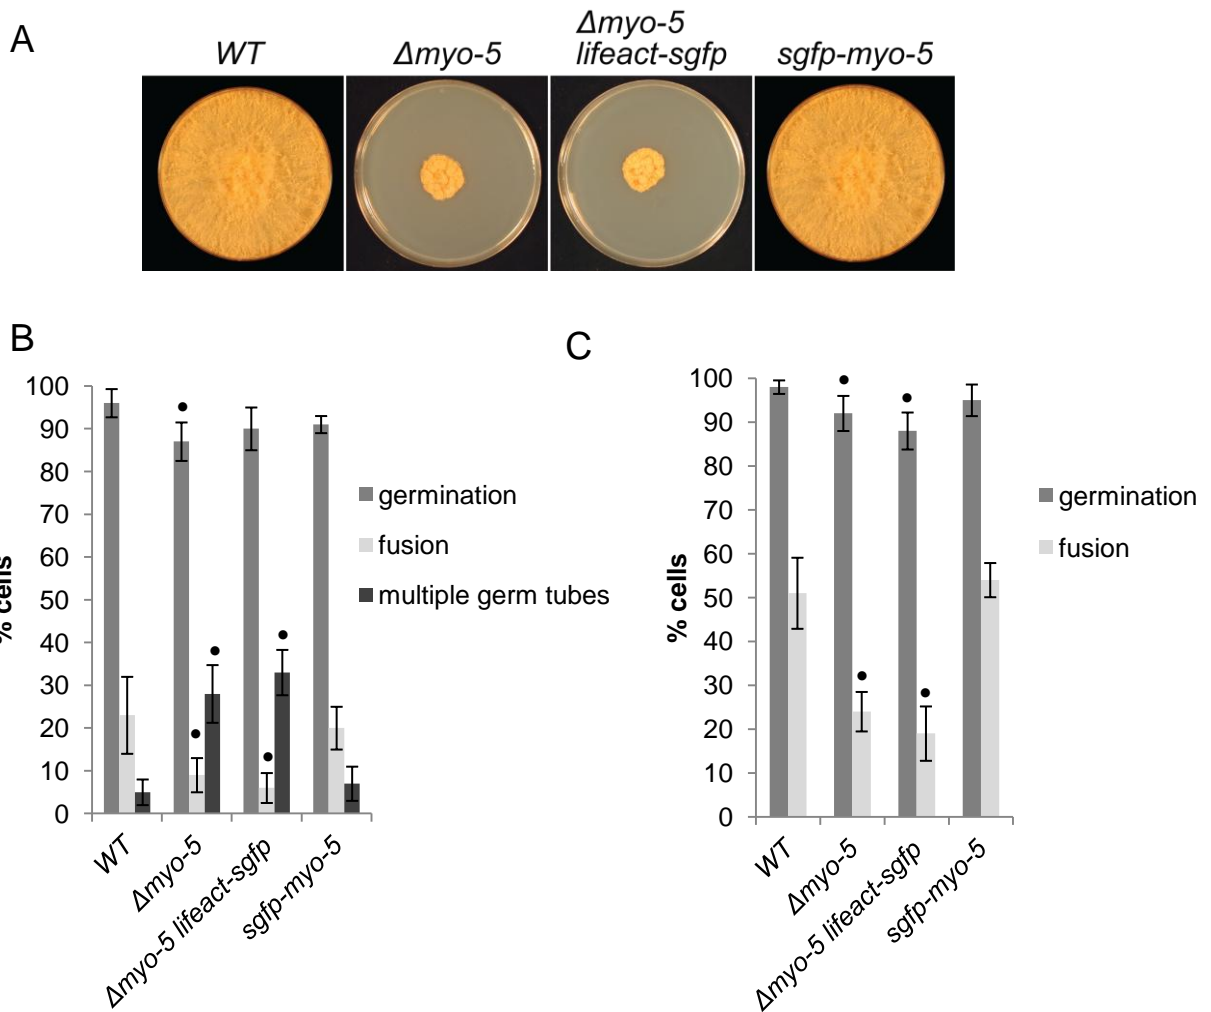 A
WT
Δmyo-5
Δmyo-5
lifeact-sgfp
sgfp-myo-5
B
100
90
80
70
60
50
40
30
20
10
0
% cells
WT
Δmyo-5
Δmyo-5 lifeact-sgfp
sgfp-myo-5
germination
fusion
multiple germ tubes
C
100
90
80
70
60
50
40
30
20
10
0
% cells
WT
Δmyo-5
Δmyo-5 lifeact-sgfp
sgfp-myo-5
germination
fusion